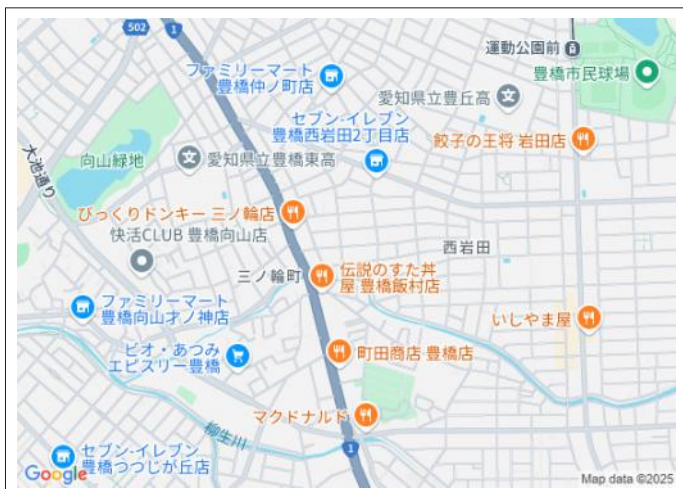 502
1
運動公園前
ファミリーマート
豊橋仲ノ町店
豊橋市民球場
愛知県立豊丘高
セブン-イレブン
豊橋西岩田2丁目店
餃子の王将 岩田店
大池通り
向山緑地
愛知県立豊橋東高
びっくりドンキー 三ノ輪店
快活CLUB 豊橋向山店
西岩田
三ノ輪町
伝説のすた丼
屋 豊橋飯村店
ファミリーマート
豊橋向山才ノ神店
いしやま屋
ビオ・あつみ
エピスリー豊橋
町田商店 豊橋店
マクドナルド
柳生川
1
セブン-イレブン
豊橋つつじが丘店
Google
Map data ©2025